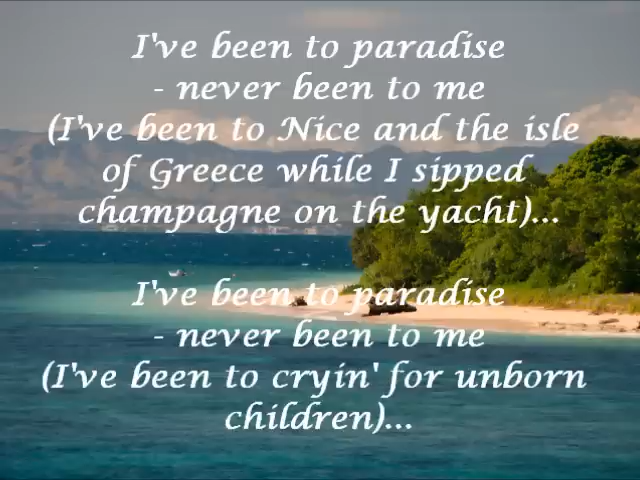 I've been to paradise
- never been to me
(I've been to Nice and the isle
of Greece while I sipped
champagne on the yacht)...
I've been to paradise
- never been to me
(I've been to cryin' for unborn
children)...